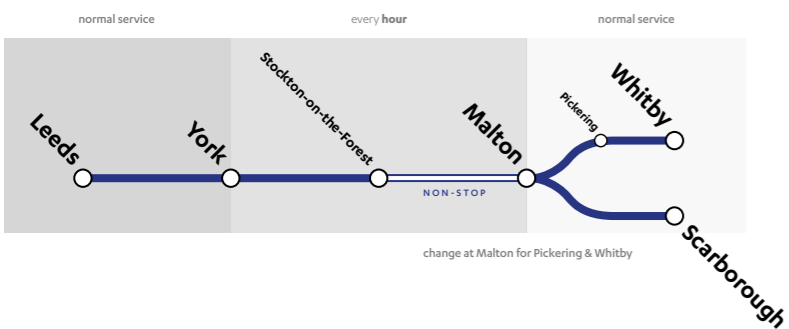 normal service
every hour
normal service
Leeds
York
Stockton-on-the-Forest
Malton
Pickering
Whitby
NON-STOP
Scarborough
change at Malton for Pickering & Whitby